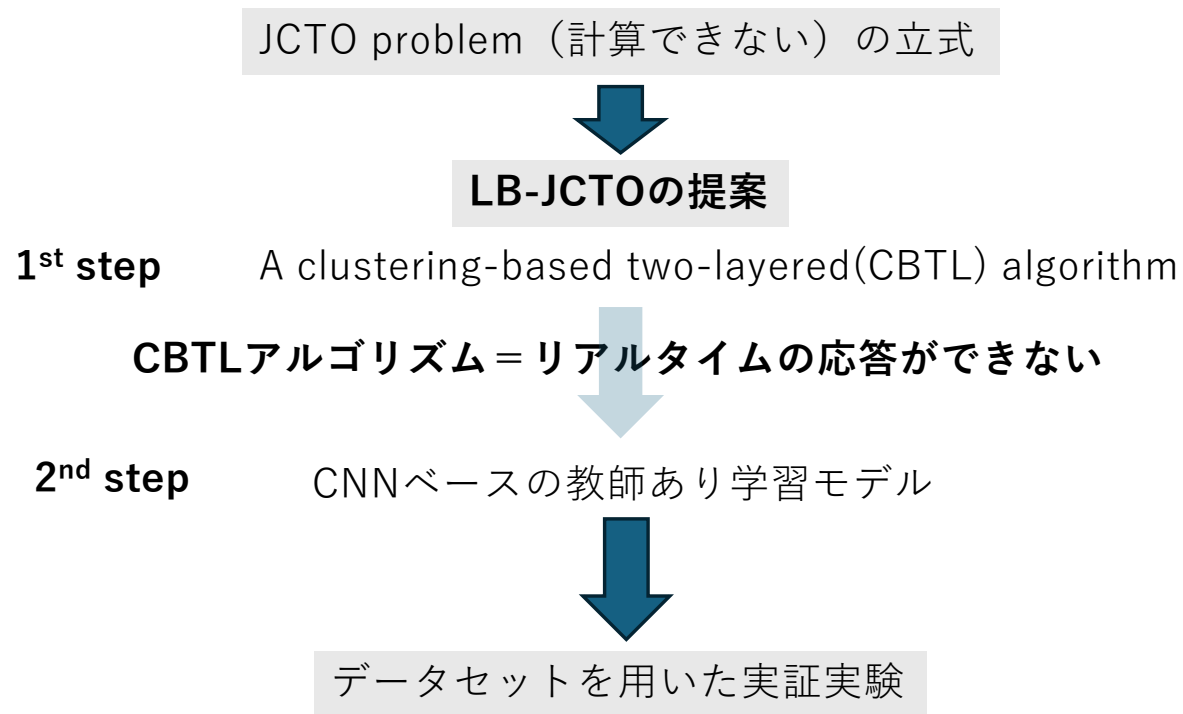 JCTO problem（計算できない）の立式
LB-JCTOの提案
1st step A clustering-based two-layered(CBTL) algorithm
CBTLアルゴリズム＝リアルタイムの応答ができない
2nd step CNNベースの教師あり学習モデル
データセットを用いた実証実験